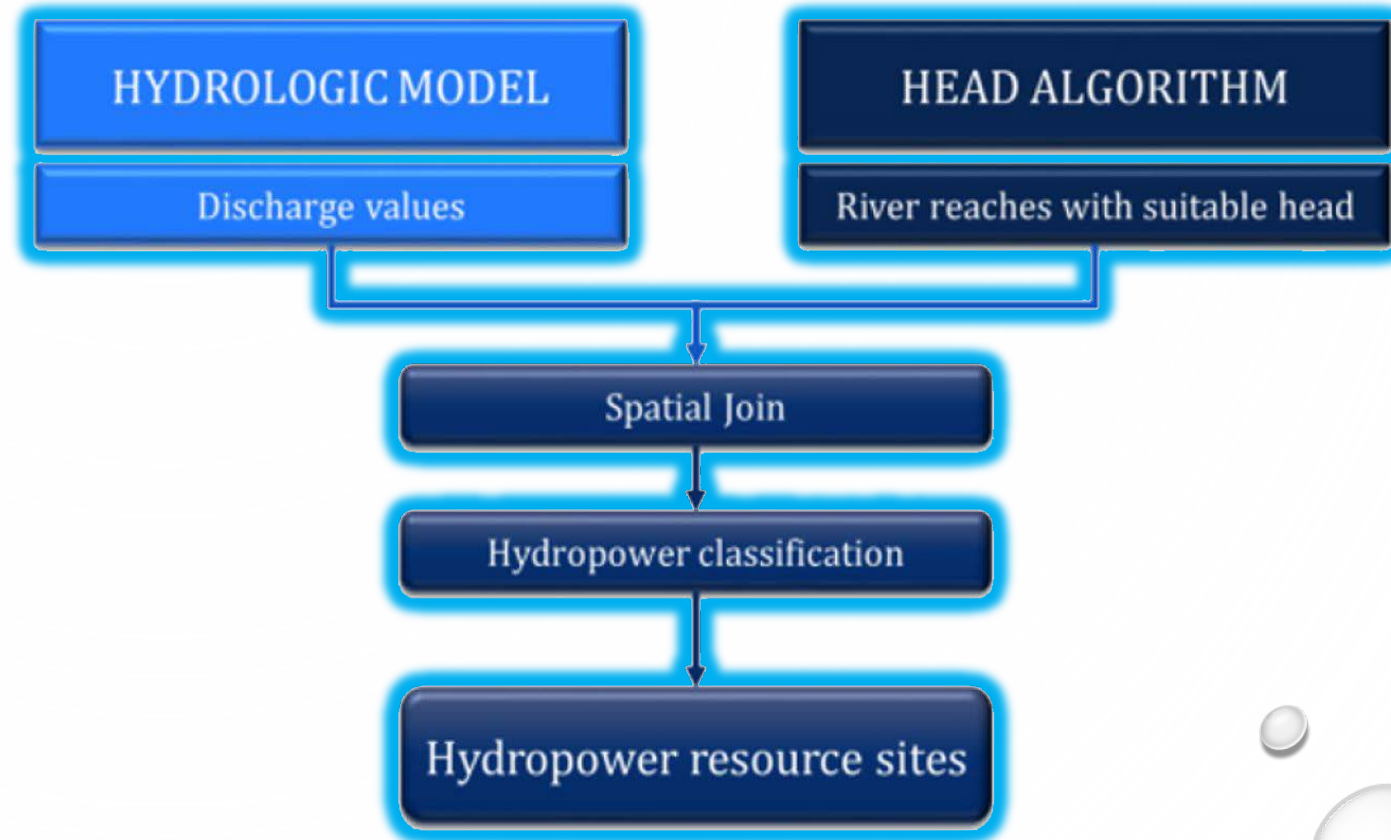 HYDROLOGIC MODEL
Discharge values
HEAD ALGORITHM
River reaches with suitable head
Spatial Join
Hydropower classification
Hydropower resource sites